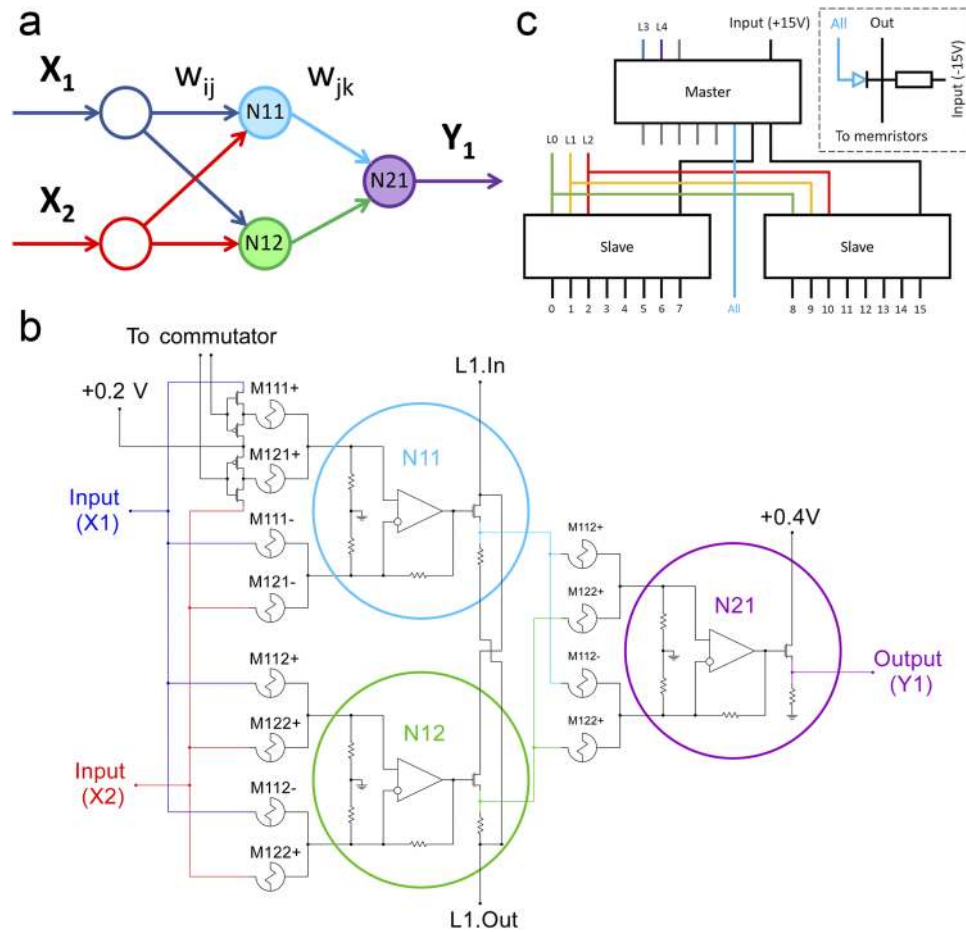 a
X1
wij
wjk
N11
N21
Y1
X2
N12
c
L3 L4 Input (+15V)
Master
L0 L1 L2
Slave
Slave
0 1 2 3 4 5 6 7 All 8 9 10 11 12 13 14 15
All Out
Input (-15V)
To memristors
b
To commutator
+0.2 V
M111+
M121+
Input
(X1)
M111-
M121-
M112+
M122+
Input
(X2)
M112-
M122+
L1.In
N11
N12
L1.Out
M112+
M122+
M112-
M122+
+0.4V
N21
Output
(Y1)